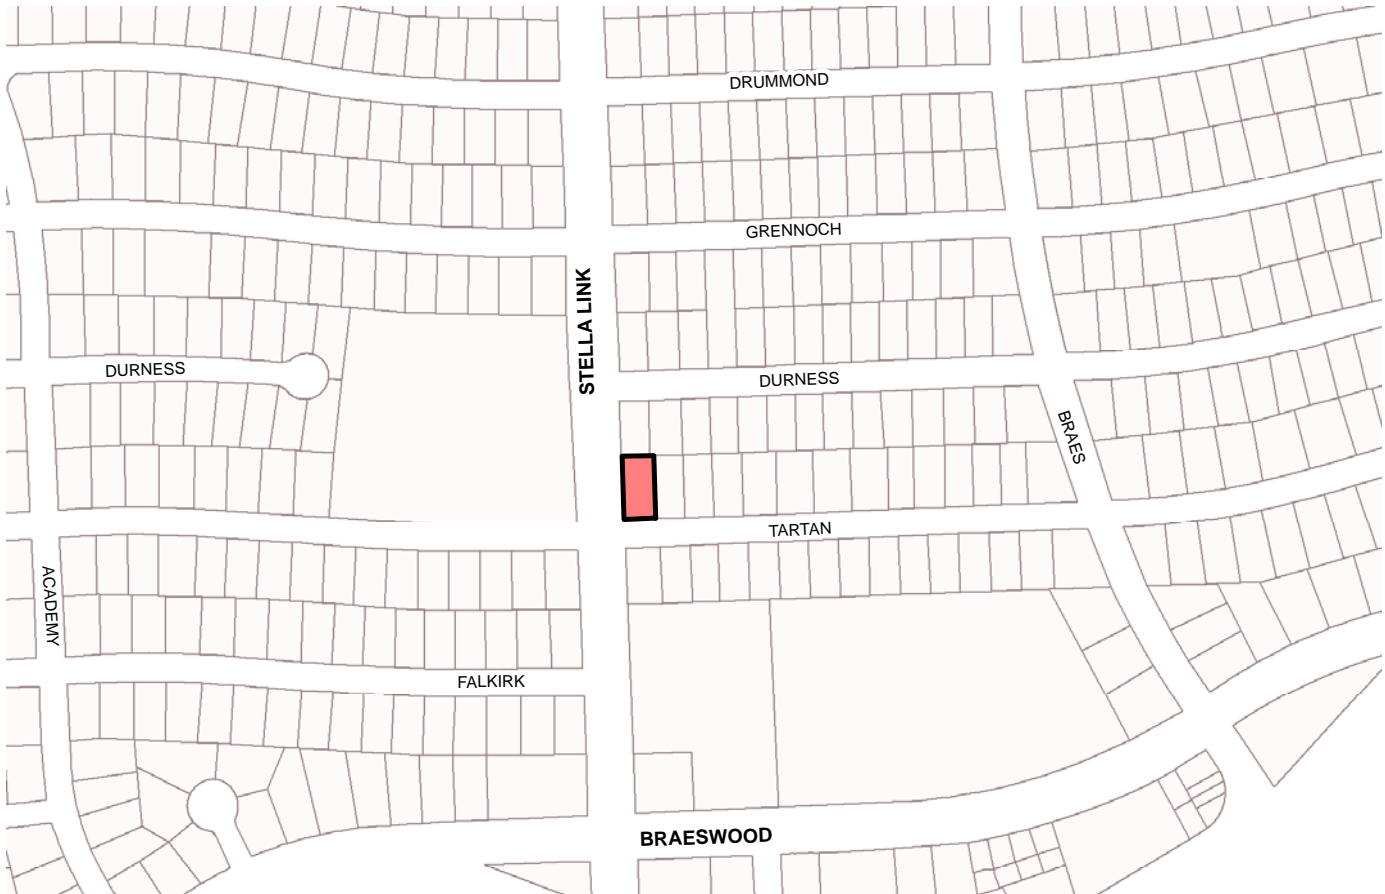 DRUMMOND
GRENNOCH
STELLA LINK
DURNESS
DURNESS
BRAES
TARTAN
ACADEMY
FALKIRK
BRAESWOOD